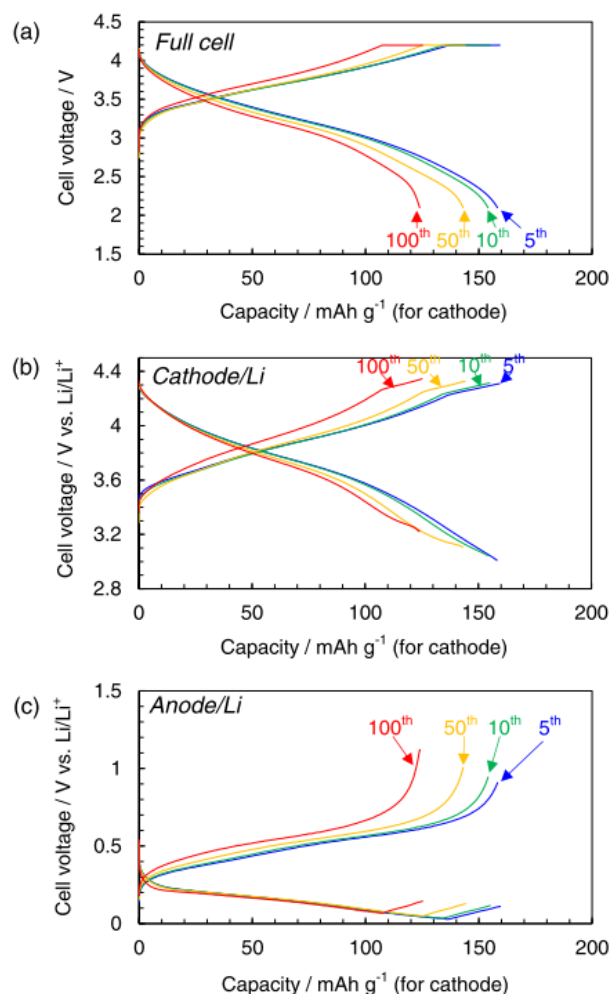 (a)
Full cell
Cell voltage / V
4.5
4
3.5
3
2.5
2
1.5
100th 50th 10th 5th
0 50 100 150 200
Capacity / mAh g⁻¹ (for cathode)
(b)
Cathode/Li
Cell voltage / V vs. Li/Li⁺
4.4
4
3.6
3.2
2.8
100th 50th 10th 5th
0 50 100 150 200
Capacity / mAh g⁻¹ (for cathode)
(c)
Anode/Li
Cell voltage / V vs. Li/Li⁺
1.5
1
0.5
0
100th 50th 10th 5th
0 50 100 150 200
Capacity / mAh g⁻¹ (for cathode)